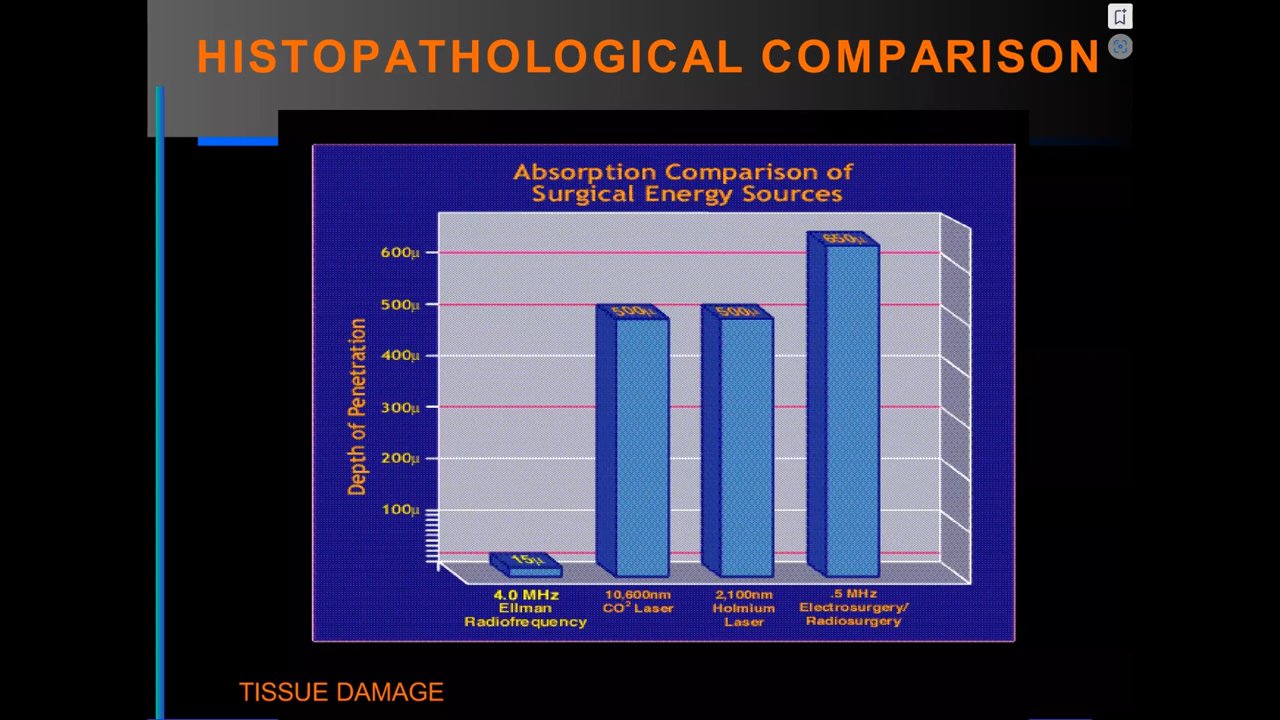 HISTOPATHOLOGICAL COMPARISON
Absorption Comparison of
Surgical Energy Sources
Depth of Penetration
600µ
500µ
400µ
300µ
200µ
100µ
15µ
500µ
500µ
650µ
4.0 MHz
Ellman
Radiofrequency
10,600nm
CO² Laser
2,100nm
Holmium
Laser
.5 MHz
Electrosurgery/
Radiosurgery
TISSUE DAMAGE